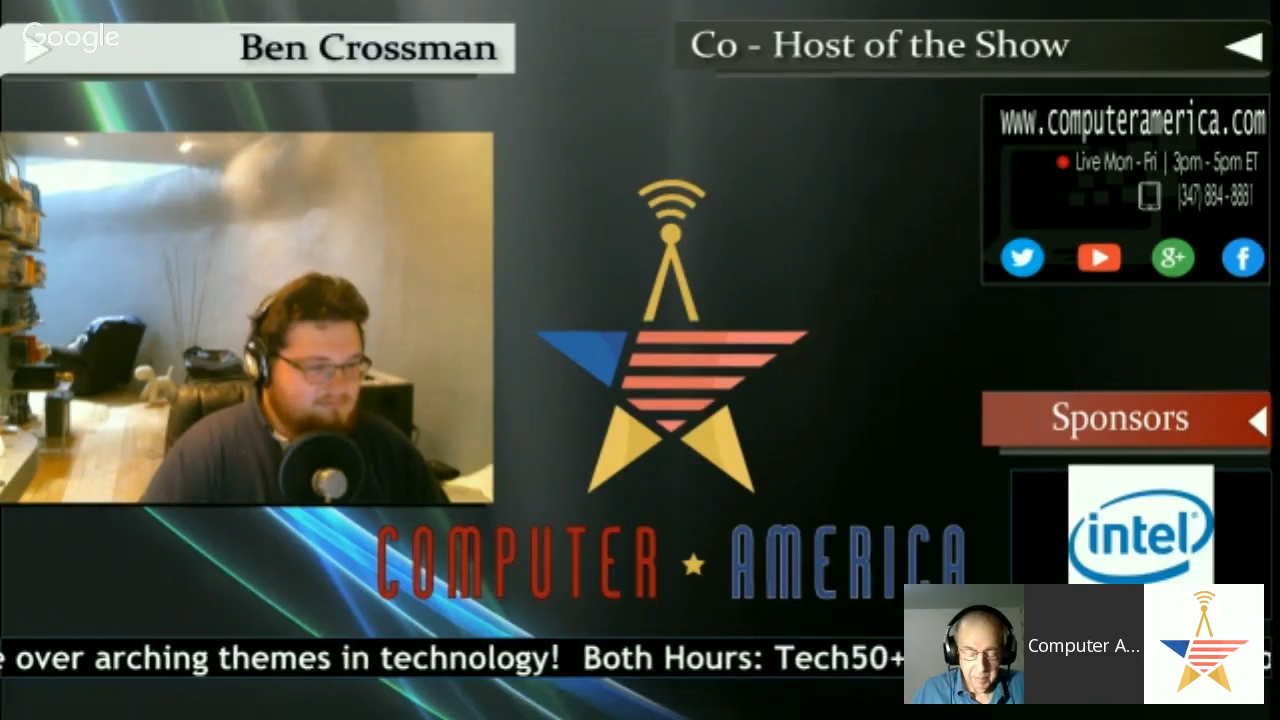 Google
Ben Crossman
Co - Host of the Show
www.computeramerica.com
Live Mon - Fri | 3pm - 5pm ET
(347) 884-8881
g+
f
Sponsors
intel®
COMPUTER AMERICA
over arching themes in technology! Both Hours: Tech50+
Computer A...